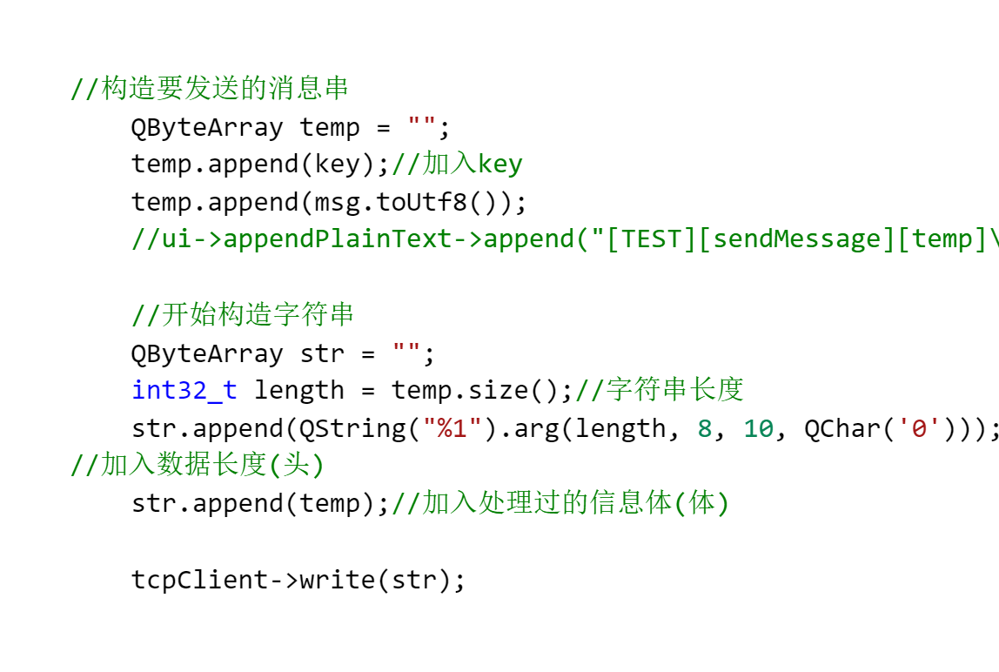 //构造要发送的消息串
QByteArray temp = "";
temp.append(key);//加入key
temp.append(msg.toUtf8());
//ui->appendPlainText->append("[TEST][sendMessage][temp]\
//开始构造字符串
QByteArray str = "";
int32_t length = temp.size();//字符串长度
str.append(QString("%1").arg(length, 8, 10, QChar('0')));
//加入数据长度(头)
str.append(temp);//加入处理过的信息体(体)
tcpClient->write(str);